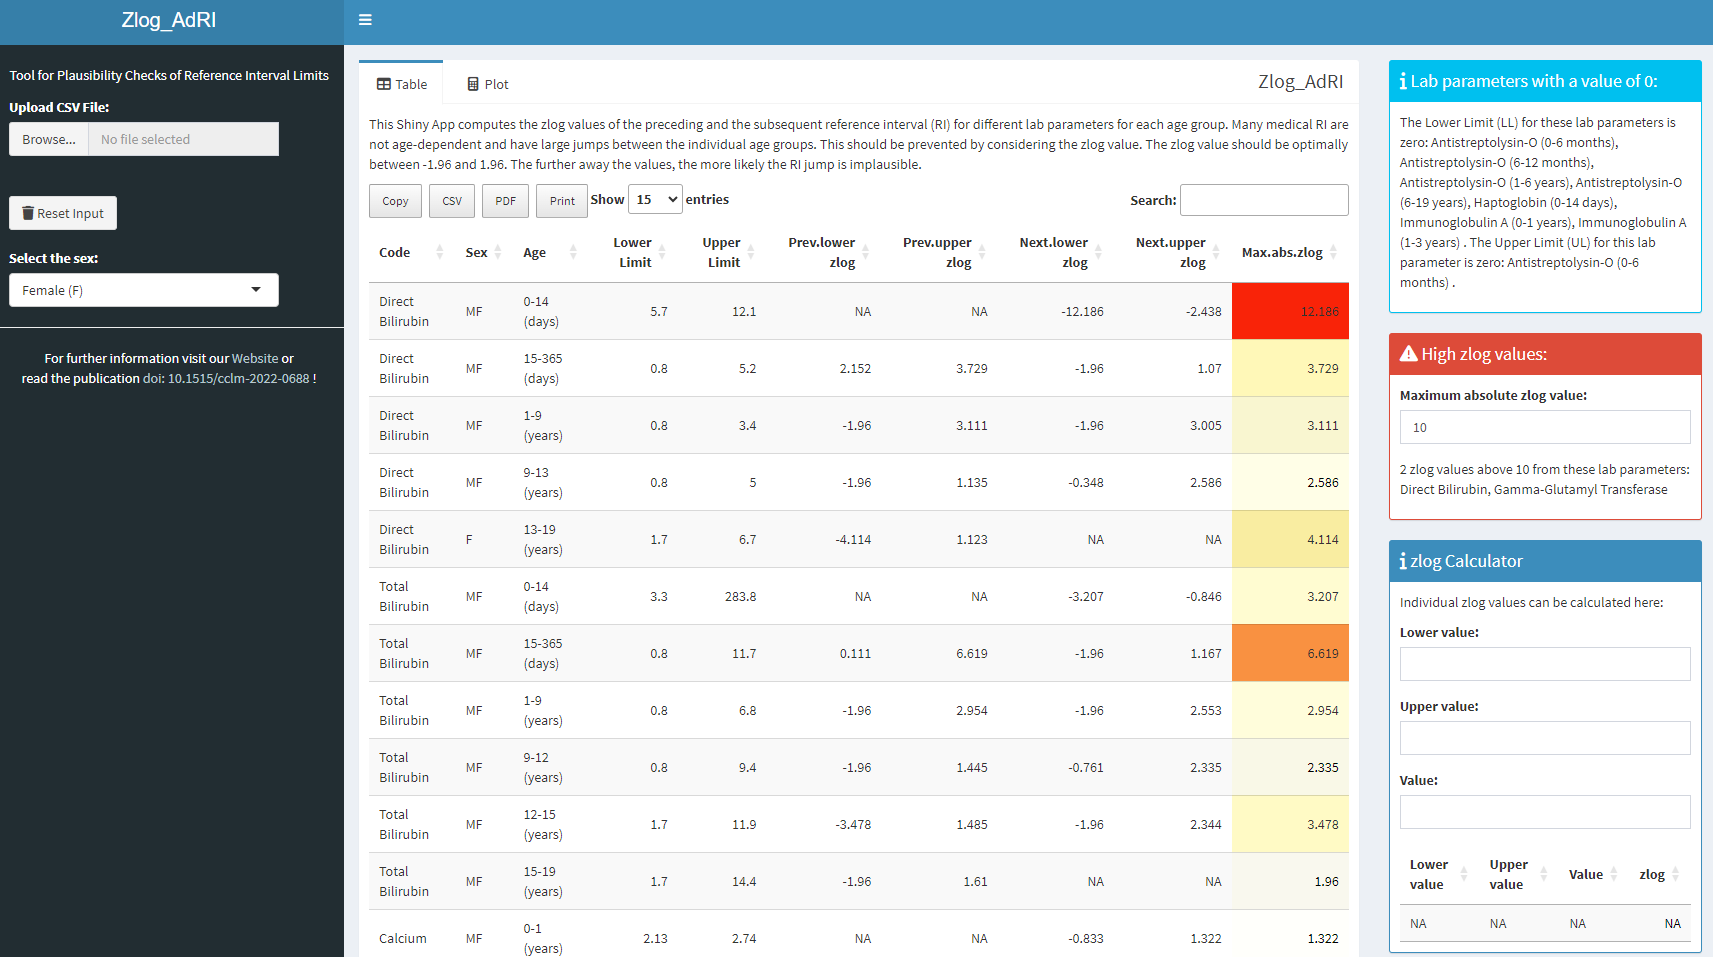 Zlog_AdRI
Tool for Plausibility Checks of Reference Interval Limits
Upload CSV File:
Browse... No file selected
Reset Input
Select the sex:
Female (F)
For further information visit our Website or
read the publication doi: 10.1515/cclm-2022-0688 !
Table Plot Zlog_AdRI
This Shiny App computes the zlog values of the preceding and the subsequent reference interval (RI) for different lab parameters for each age group. Many medical RI are
not age-dependent and have large jumps between the individual age groups. This should be prevented by considering the zlog value. The zlog value should be optimally
between -1.96 and 1.96. The further away the values, the more likely the RI jump is implausible.
Copy CSV PDF Print Show 15 entries Search:
Code Sex Age Lower Limit Upper Limit Prev.lower zlog Prev.upper zlog Next.lower zlog Next.upper zlog Max.abs.zlog
Direct Bilirubin MF 0-14 (days) 5.7 12.1 NA NA -12.186 -2.438 12.186
Direct Bilirubin MF 15-365 (days) 0.8 5.2 2.152 3.729 -1.96 1.07 3.729
Direct Bilirubin MF 1-9 (years) 0.8 3.4 -1.96 3.111 -1.96 3.005 3.111
Direct Bilirubin MF 9-13 (years) 0.8 5 -1.96 1.135 -0.348 2.586 2.586
Direct Bilirubin F 13-19 (years) 1.7 6.7 -4.114 1.123 NA NA 4.114
Total Bilirubin MF 0-14 (days) 3.3 283.8 NA NA -3.207 -0.846 3.207
Total Bilirubin MF 15-365 (days) 0.8 11.7 0.111 6.619 -1.96 1.167 6.619
Total Bilirubin MF 1-9 (years) 0.8 6.8 -1.96 2.954 -1.96 2.553 2.954
Total Bilirubin MF 9-12 (years) 0.8 9.4 -1.96 1.445 -0.761 2.335 2.335
Total Bilirubin MF 12-15 (years) 1.7 11.9 -3.478 1.485 -1.96 2.344 3.478
Total Bilirubin MF 15-19 (years) 1.7 14.4 -1.96 1.61 NA NA 1.96
Calcium MF 0-1 (years) 2.13 2.74 NA NA -0.833 1.322 1.322
Lab parameters with a value of 0:
The Lower Limit (LL) for these lab parameters is
zero: Antistreptolysin-O (0-6 months),
Antistreptolysin-O (6-12 months),
Antistreptolysin-O (1-6 years), Antistreptolysin-O
(6-19 years), Haptoglobin (0-14 days),
Immunoglobulin A (0-1 years), Immunoglobulin A
(1-3 years) . The Upper Limit (UL) for this lab
parameter is zero: Antistreptolysin-O (0-6
months) .
High zlog values:
Maximum absolute zlog value:
10
2 zlog values above 10 from these lab parameters:
Direct Bilirubin, Gamma-Glutamyl Transferase
zlog Calculator
Individual zlog values can be calculated here:
Lower value:
Upper value:
Value:
Lower value Upper value Value zlog
NA NA NA NA